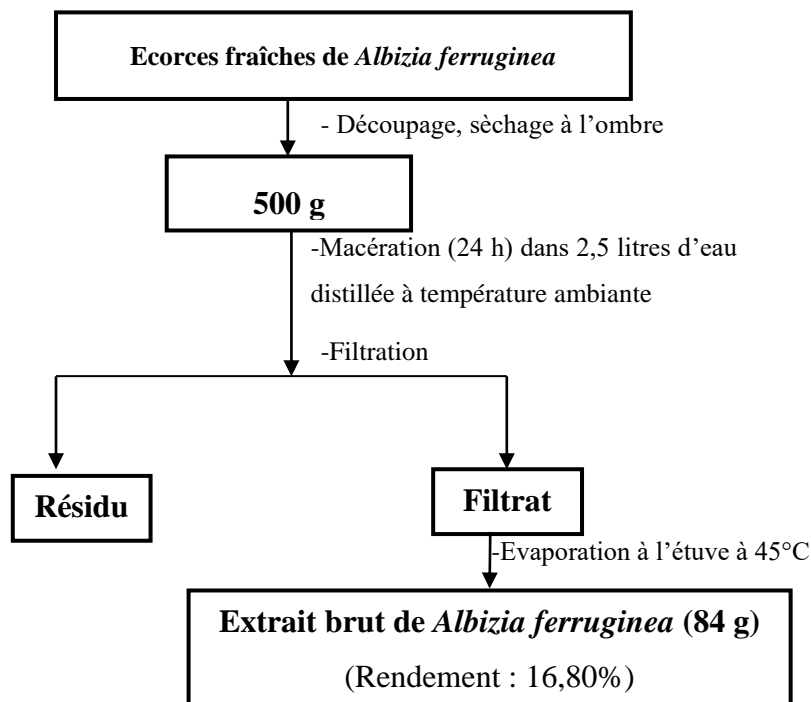 Ecorces fraîches de Albizia ferruginea
- Découpage, sèchage à l’ombre
500 g
-Macération (24 h) dans 2,5 litres d’eau
distillée à température ambiante
-Filtration
Résidu
Filtrat
-Evaporation à l’étuve à 45°C
Extrait brut de Albizia ferruginea (84 g)
(Rendement : 16,80%)